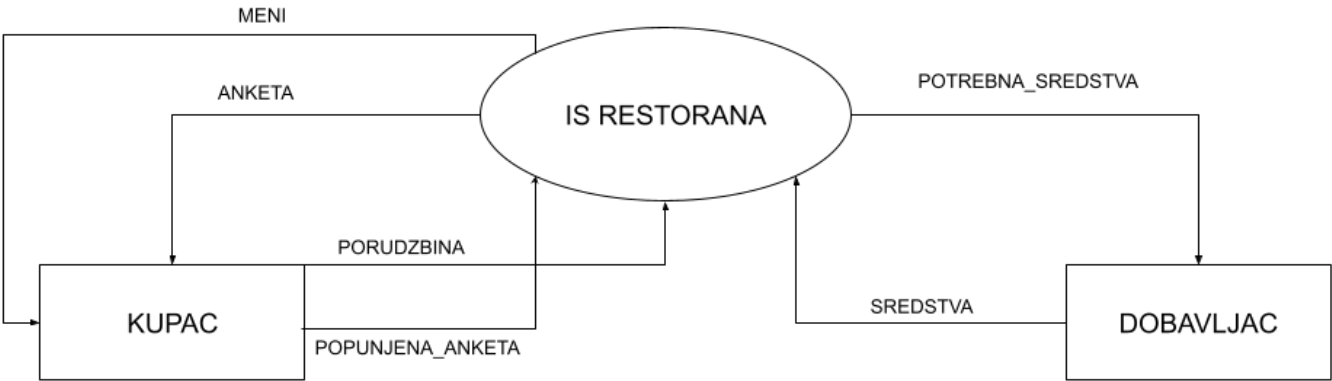 MENI
ANKETA
IS RESTORANA
POTREBNA_SREDSTVA
PORUDZBINA
KUPAC
POPUNJENA_ANKETA
SREDSTVA
DOBAVLJAC